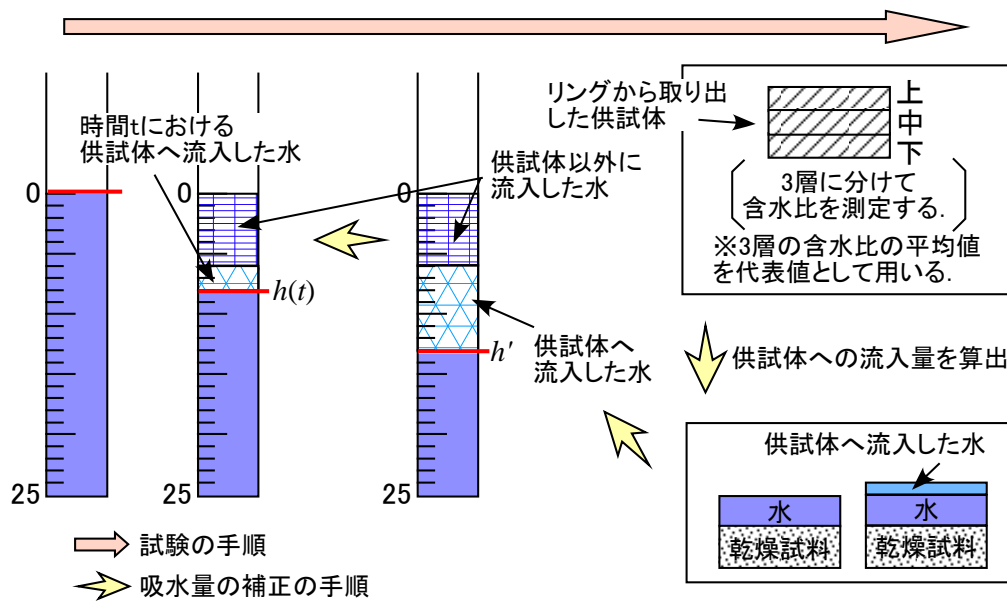 時間tにおける
供試体へ流入した水
0
25
0
h(t)
25
供試体以外に
流入した水
0
h'
25
供試体へ
流入した水
リングから取り出
した供試体
上
中
下
3層に分けて
含水比を測定する.
※3層の含水比の平均値
を代表値として用いる.
供試体への流入量を算出
供試体へ流入した水
水
乾燥試料
水
乾燥試料
試験の手順
吸水量の補正の手順